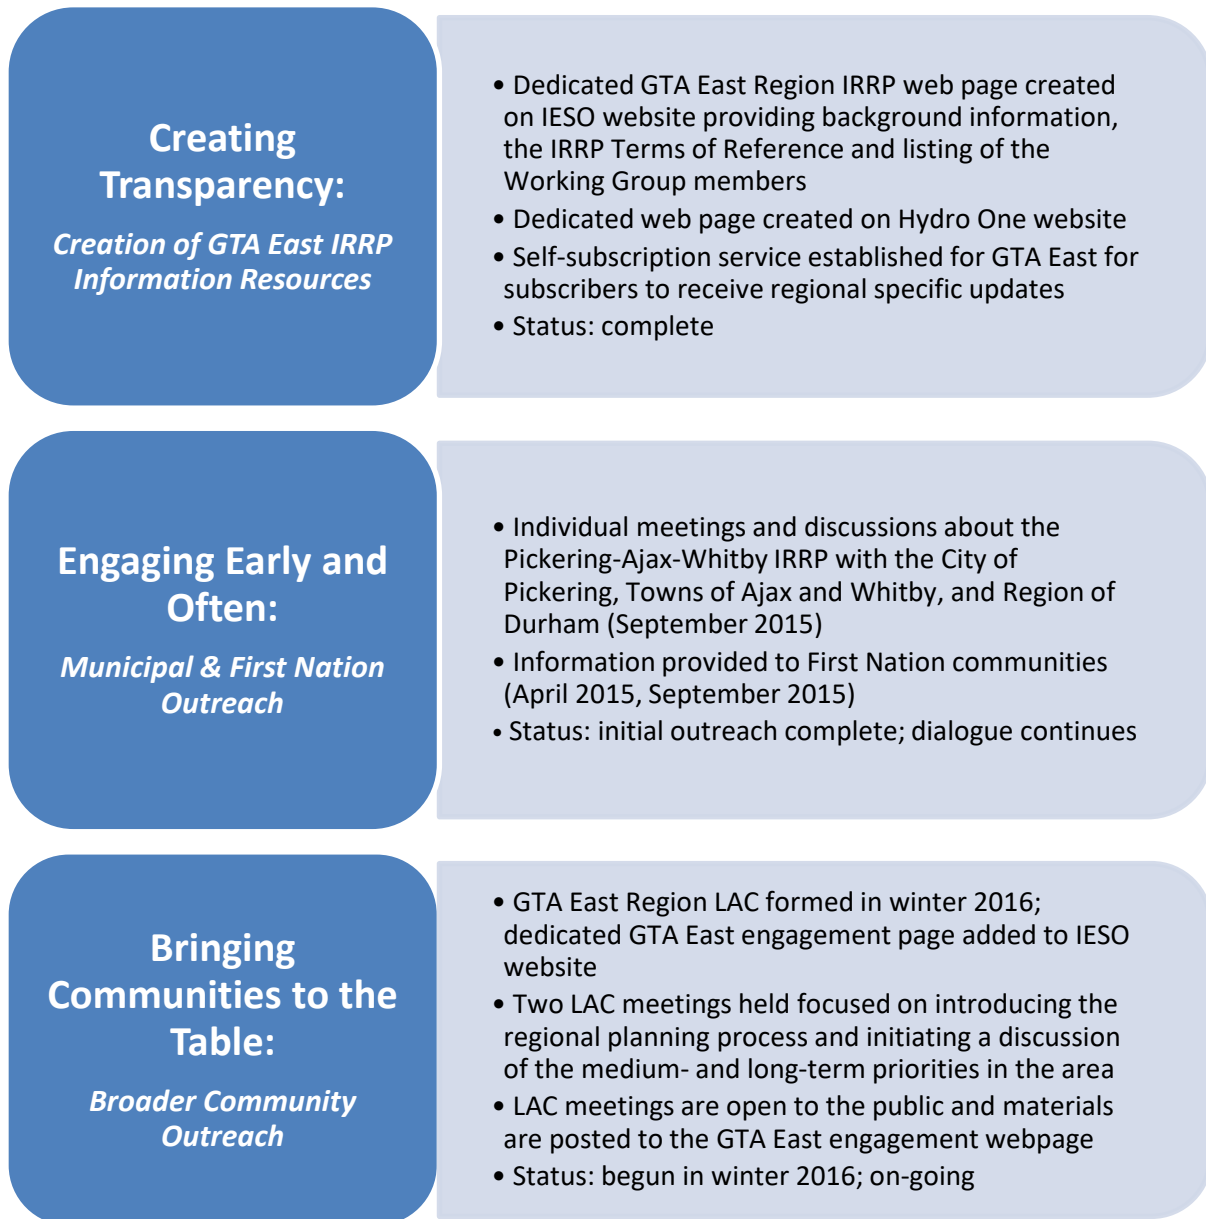 Creating
Transparency:
Creation of GTA East IRRP
Information Resources
• Dedicated GTA East Region IRRP web page created
on IESO website providing background information,
the IRRP Terms of Reference and listing of the
Working Group members
• Dedicated web page created on Hydro One website
• Self-subscription service established for GTA East for
subscribers to receive regional specific updates
• Status: complete
Engaging Early and
Often:
Municipal & First Nation
Outreach
• Individual meetings and discussions about the
Pickering-Ajax-Whitby IRRP with the City of
Pickering, Towns of Ajax and Whitby, and Region of
Durham (September 2015)
• Information provided to First Nation communities
(April 2015, September 2015)
• Status: initial outreach complete; dialogue continues
Bringing
Communities to the
Table:
Broader Community
Outreach
• GTA East Region LAC formed in winter 2016;
dedicated GTA East engagement page added to IESO
website
• Two LAC meetings held focused on introducing the
regional planning process and initiating a discussion
of the medium- and long-term priorities in the area
• LAC meetings are open to the public and materials
are posted to the GTA East engagement webpage
• Status: begun in winter 2016; on-going